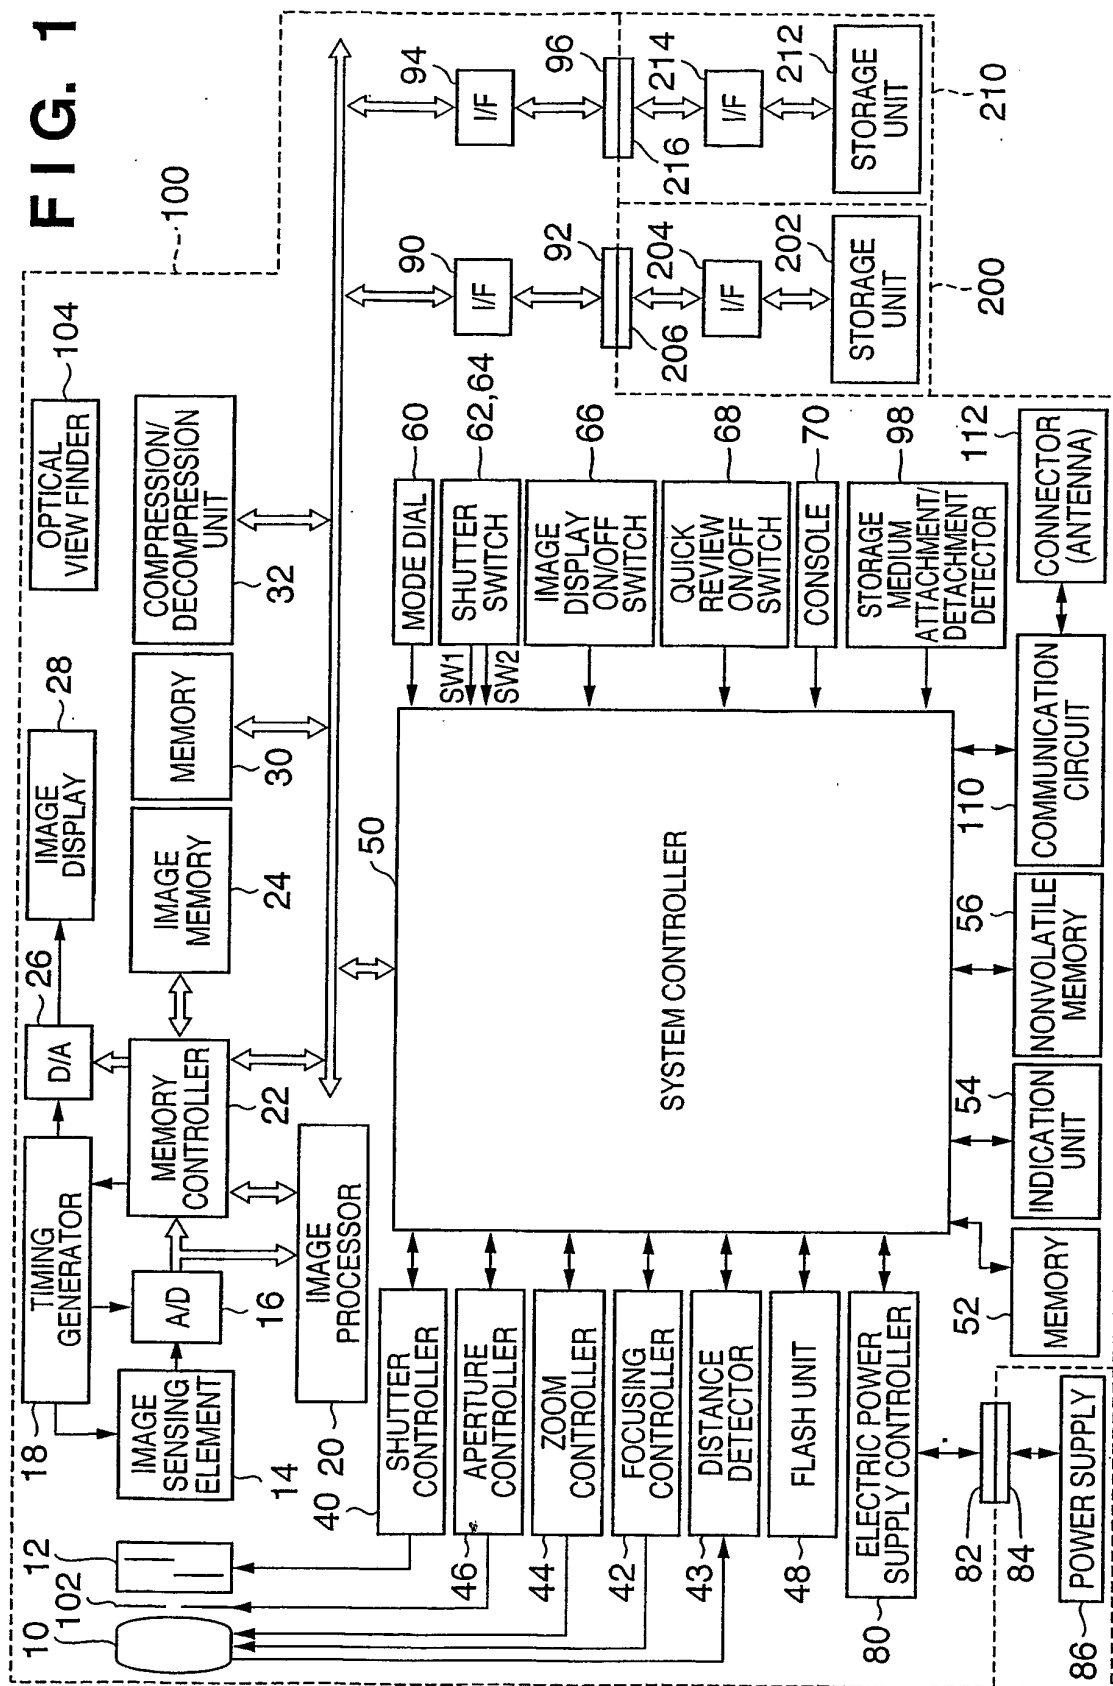 FIG. 1
100
OPTICAL
VIEW FINDER
104
IMAGE
DISPLAY
28
D/A
26
TIMING
GENERATOR
18
COMPRESSION/
DECOMPRESSION
UNIT
32
MEMORY
30
IMAGE
MEMORY
24
MEMORY
CONTROLLER
22
A/D
16
IMAGE
SENSING
ELEMENT
14
12
102
10
IMAGE
PROCESSOR
20
94
I/F
96
216
214
I/F
212
STORAGE
UNIT
210
90
I/F
92
206
204
I/F
202
STORAGE
UNIT
200
SYSTEM CONTROLLER
50
MODE DIAL
60
SHUTTER
SWITCH
62,64
SW1
SW2
IMAGE
DISPLAY
ON/OFF
SWITCH
66
QUICK
REVIEW
ON/OFF
SWITCH
68
CONSOLE
70
STORAGE
MEDIUM
ATTACHMENT/
DETACHMENT
DETECTOR
98
SHUTTER
CONTROLLER
40
APERTURE
CONTROLLER
46
ZOOM
CONTROLLER
44
FOCUSING
CONTROLLER
42
DISTANCE
DETECTOR
43
FLASH UNIT
48
ELECTRIC POWER
SUPPLY CONTROLLER
80
82
84
POWER SUPPLY
86
MEMORY
52
INDICATION
UNIT
54
NONVOLATILE
MEMORY
56
COMMUNICATION
CIRCUIT
110
CONNECTOR
(ANTENNA)
112